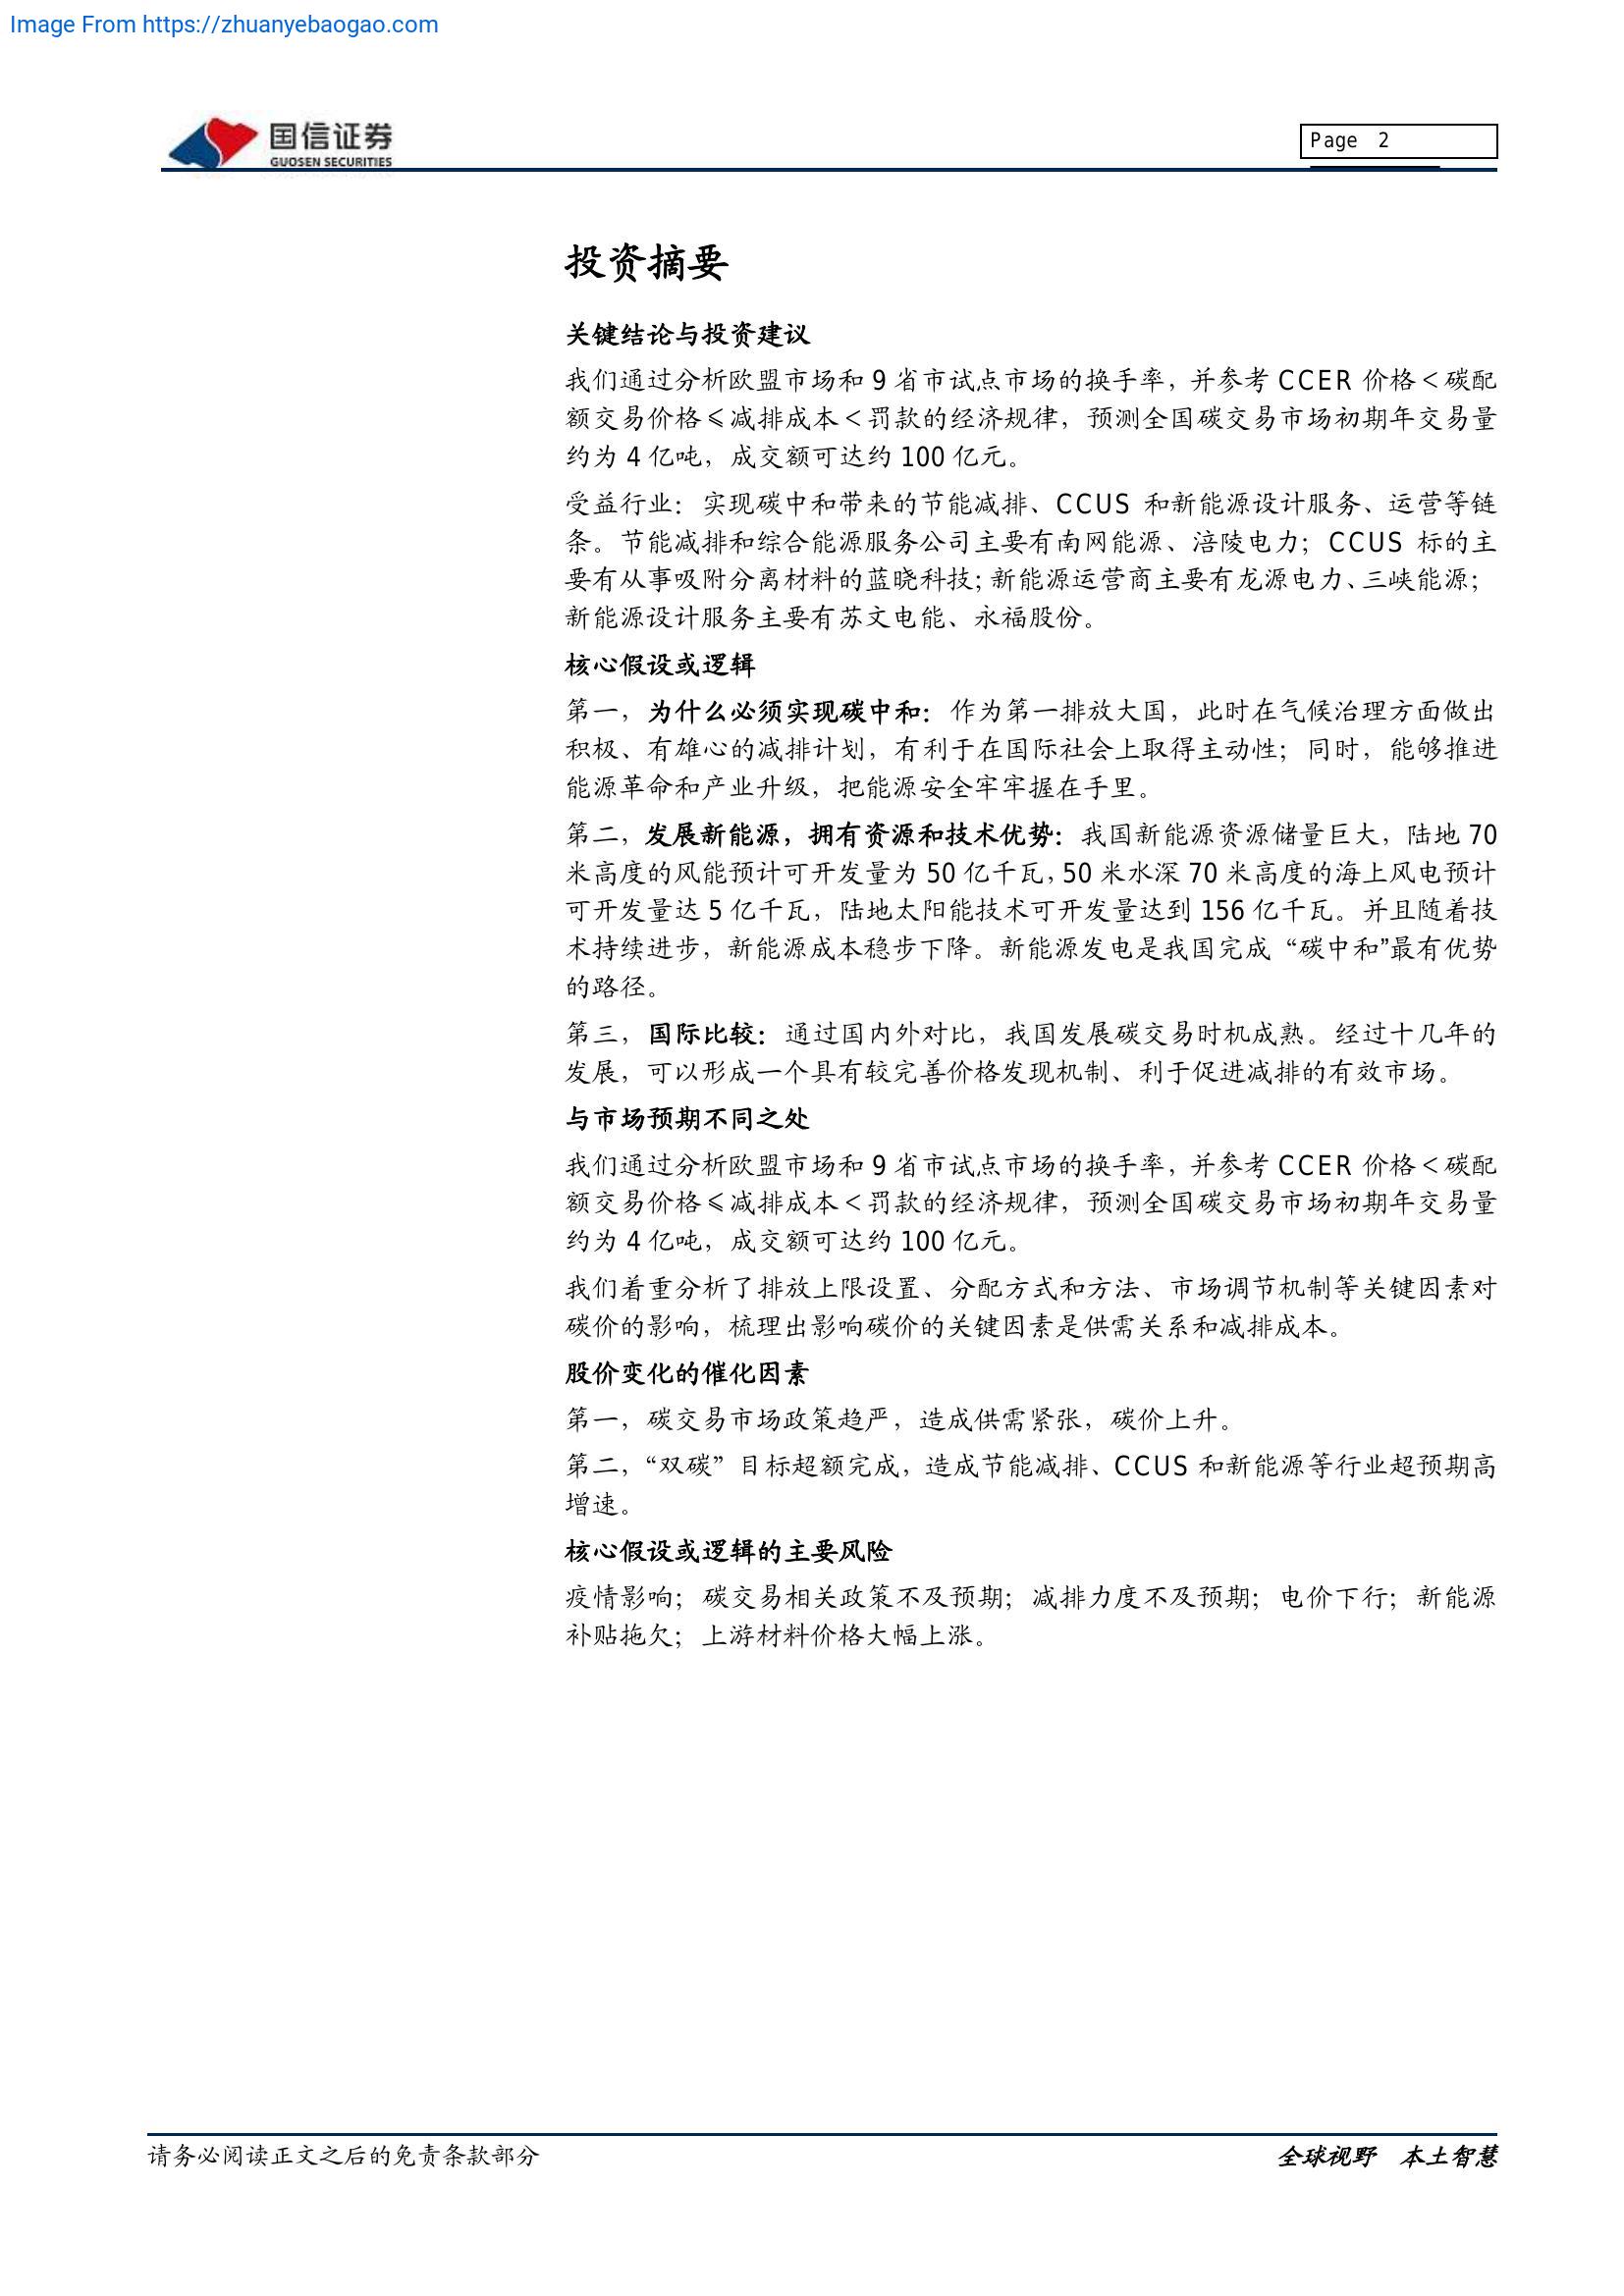 Image From https://zhuanyebaogao.com
国信证券
GUOSEN SECURITIES
Page 2
投资摘要
关键结论与投资建议
我们通过分析欧盟市场和 9 省市试点市场的换手率，并参考 CCER 价格＜碳配
额交易价格≤减排成本＜罚款的经济规律，预测全国碳交易市场初期年交易量
约为 4 亿吨，成交额可达约 100 亿元。
受益行业：实现碳中和带来的节能减排、CCUS 和新能源设计服务、运营等链
条。节能减排和综合能源服务公司主要有南网能源、涪陵电力；CCUS 标的主
要有从事吸附分离材料的蓝晓科技；新能源运营商主要有龙源电力、三峡能源；
新能源设计服务主要有苏文电能、永福股份。
核心假设或逻辑
第一，为什么必须实现碳中和：作为第一排放大国，此时在气候治理方面做出
积极、有雄心的减排计划，有利于在国际社会上取得主动性；同时，能够推进
能源革命和产业升级，把能源安全牢牢握在手里。
第二，发展新能源，拥有资源和技术优势：我国新能源资源储量巨大，陆地 70
米高度的风能预计可开发量为 50 亿千瓦，50 米水深 70 米高度的海上风电预计
可开发量达 5 亿千瓦，陆地太阳能技术可开发量达到 156 亿千瓦。并且随着技
术持续进步，新能源成本稳步下降。新能源发电是我国完成“碳中和”最有优势
的路径。
第三，国际比较：通过国内外对比，我国发展碳交易时机成熟。经过十几年的
发展，可以形成一个具有较完善价格发现机制、利于促进减排的有效市场。
与市场预期不同之处
我们通过分析欧盟市场和 9 省市试点市场的换手率，并参考 CCER 价格＜碳配
额交易价格≤减排成本＜罚款的经济规律，预测全国碳交易市场初期年交易量
约为 4 亿吨，成交额可达约 100 亿元。
我们着重分析了排放上限设置、分配方式和方法、市场调节机制等关键因素对
碳价的影响，梳理出影响碳价的关键因素是供需关系和减排成本。
股价变化的催化因素
第一，碳交易市场政策趋严，造成供需紧张，碳价上升。
第二，“双碳”目标超额完成，造成节能减排、CCUS 和新能源等行业超预期高
增速。
核心假设或逻辑的主要风险
疫情影响；碳交易相关政策不及预期；减排力度不及预期；电价下行；新能源
补贴拖欠；上游材料价格大幅上涨。
请务必阅读正文之后的免责条款部分
全球视野 本土智慧